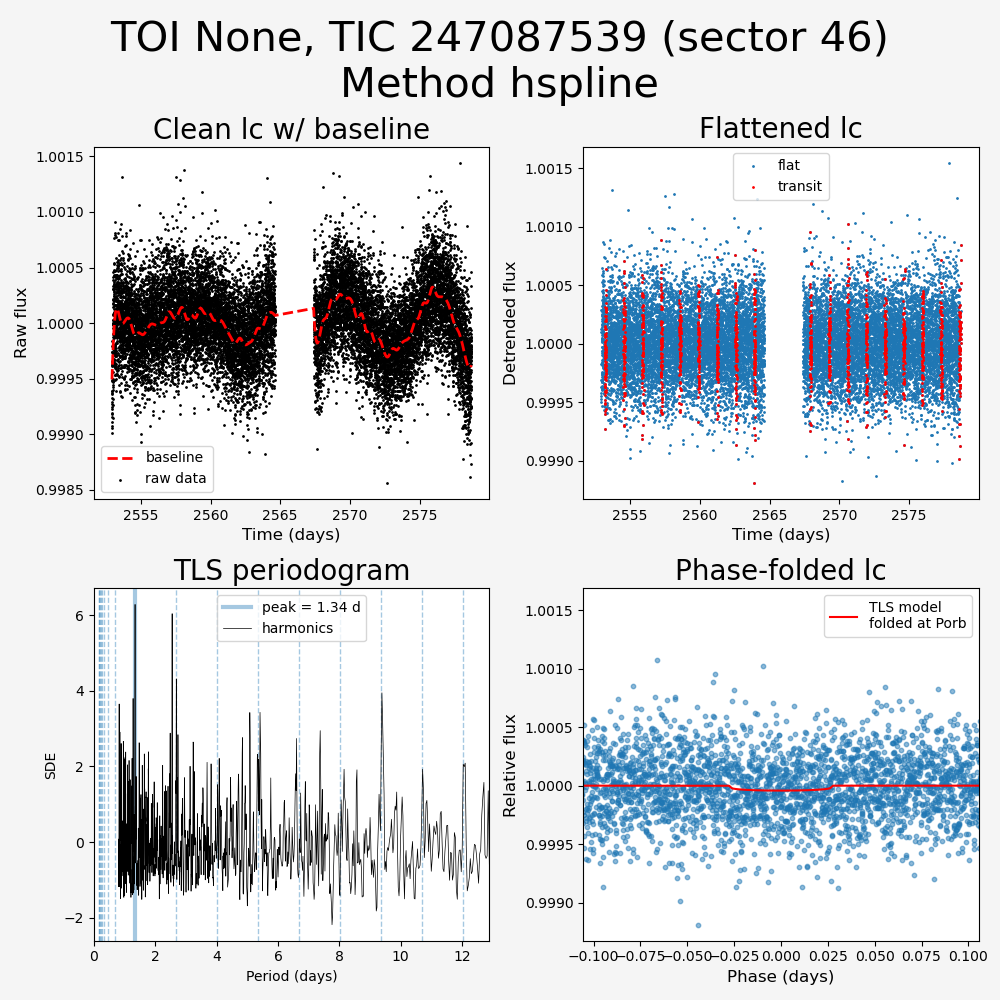 TOI None, TIC 247087539 (sector 46)
Method hspline
Clean lc w/ baseline
Raw flux
1.0015
1.0010
1.0005
1.0000
0.9995
0.9990
0.9985
baseline
raw data
2555 2560 2565 2570 2575
Time (days)
Flattened lc
Detrended flux
1.0015
1.0010
1.0005
1.0000
0.9995
0.9990
flat
transit
2555 2560 2565 2570 2575
Time (days)
TLS periodogram
SDE
6
4
2
0
−2
peak = 1.34 d
harmonics
0 2 4 6 8 10 12
Period (days)
Phase-folded lc
Relative flux
1.0015
1.0010
1.0005
1.0000
0.9995
0.9990
TLS model
folded at Porb
−0.100 −0.075 −0.050 −0.025 0.000 0.025 0.050 0.075 0.100
Phase (days)